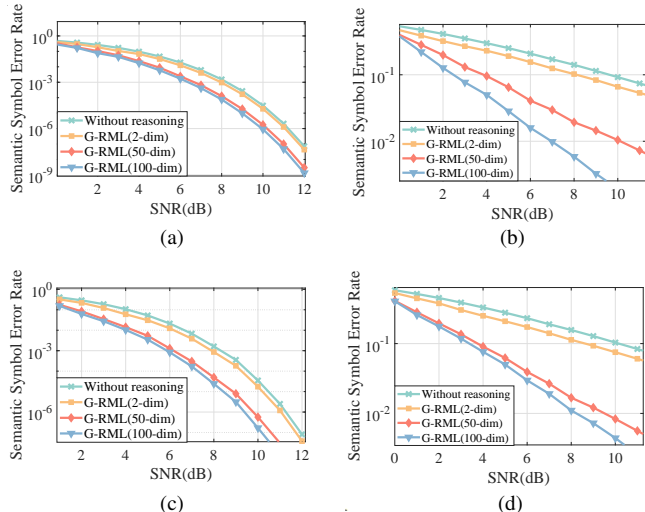 Semantic Symbol Error Rate
10^0
10^-3
10^-6
10^-9
Without reasoning
G-RML(2-dim)
G-RML(50-dim)
G-RML(100-dim)
2 4 6 8 10 12
SNR(dB)
(a)
Semantic Symbol Error Rate
10^-1
10^-2
Without reasoning
G-RML(2-dim)
G-RML(50-dim)
G-RML(100-dim)
2 4 6 8 10
SNR(dB)
(b)
Semantic Symbol Error Rate
10^0
10^-3
10^-6
Without reasoning
G-RML(2-dim)
G-RML(50-dim)
G-RML(100-dim)
2 4 6 8 10 12
SNR(dB)
(c)
Semantic Symbol Error Rate
10^-1
10^-2
Without reasoning
G-RML(2-dim)
G-RML(50-dim)
G-RML(100-dim)
0 2 4 6 8 10
SNR(dB)
(d)